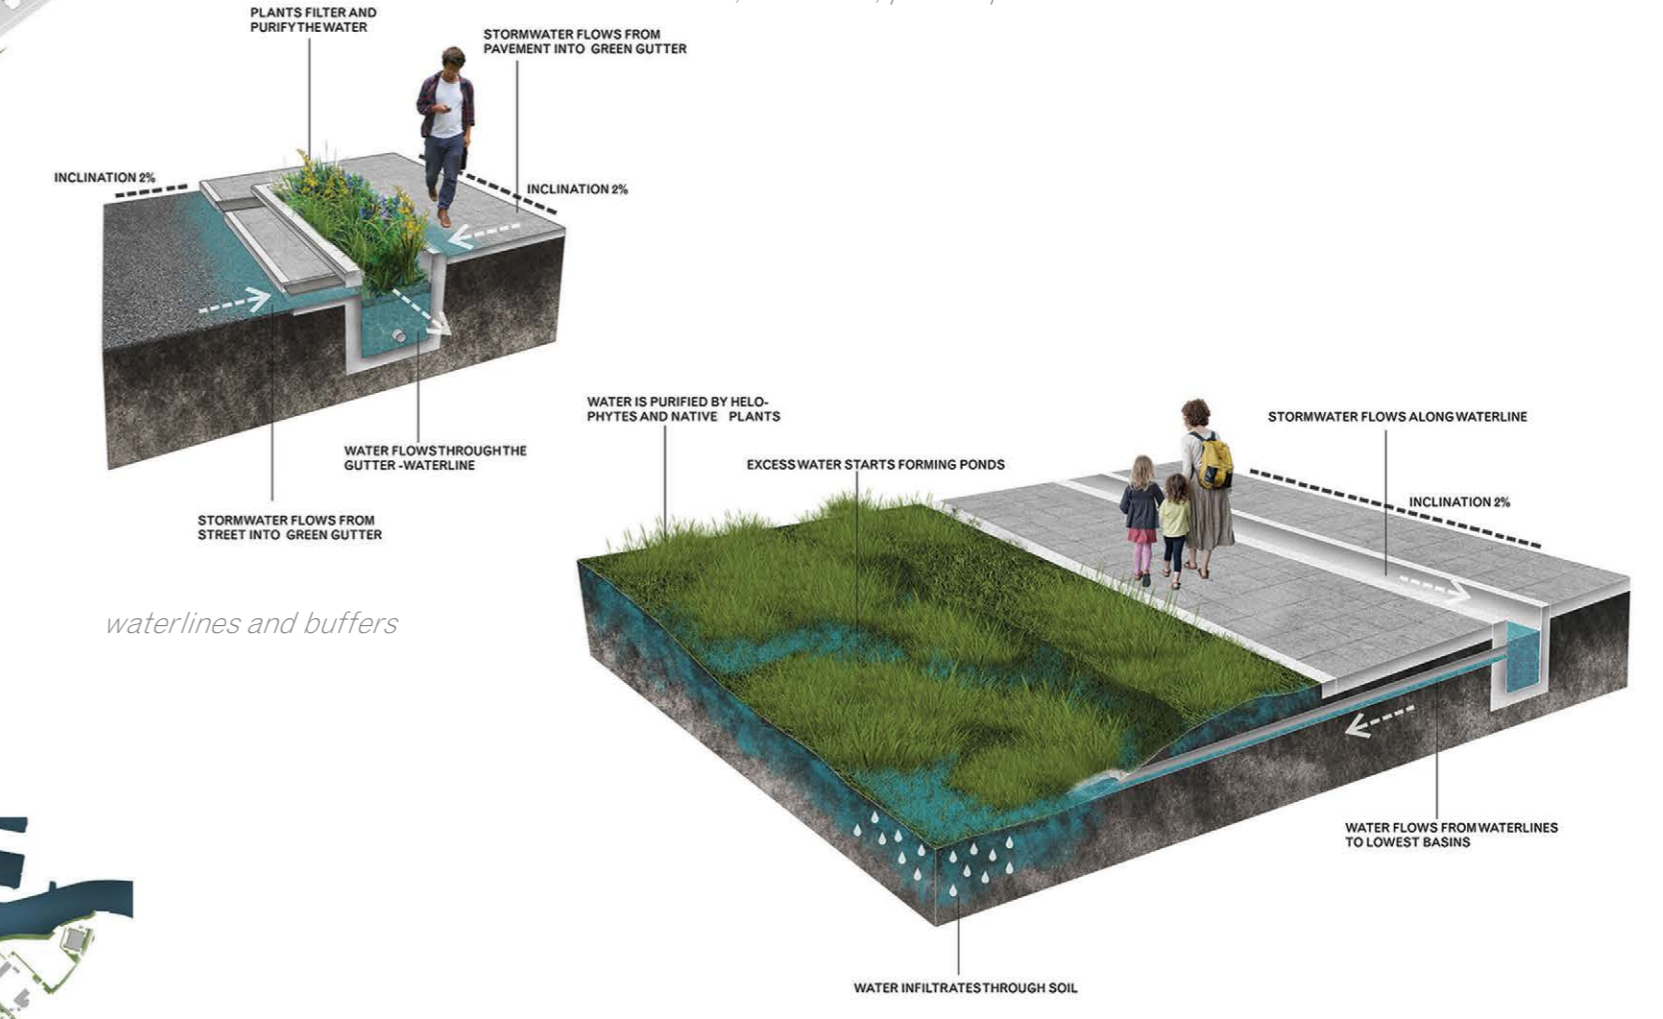 PLANTS FILTER AND
PURIFY THE WATER
STORMWATER FLOWS FROM
PAVEMENT INTO GREEN GUTTER
INCLINATION 2%
INCLINATION 2%
WATER FLOWS THROUGH THE
GUTTER -WATERLINE
STORMWATER FLOWS FROM
STREET INTO GREEN GUTTER
waterlines and buffers
WATER IS PURIFIED BY HELO-
PHYTES AND NATIVE PLANTS
EXCESS WATER STARTS FORMING PONDS
STORMWATER FLOWS ALONG WATERLINE
INCLINATION 2%
WATER FLOWS FROM WATERLINES
TO LOWEST BASINS
WATER INFILTRATES THROUGH SOIL